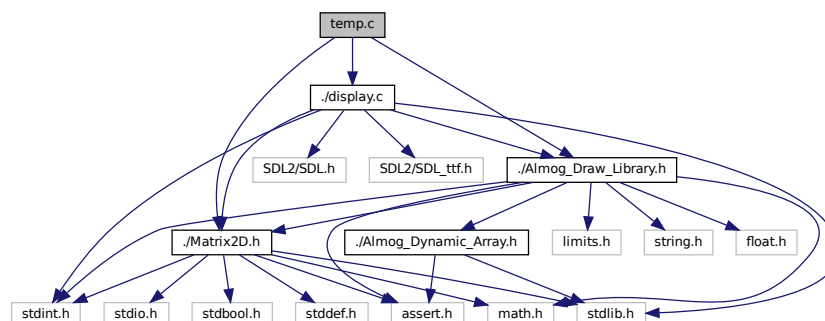 temp.c
./display.c
SDL2/SDL.h
SDL2/SDL_ttf.h
./Almog_Draw_Library.h
./Matrix2D.h
./Almog_Dynamic_Array.h
limits.h
string.h
float.h
stdint.h
stdio.h
stdbool.h
stddef.h
assert.h
math.h
stdlib.h